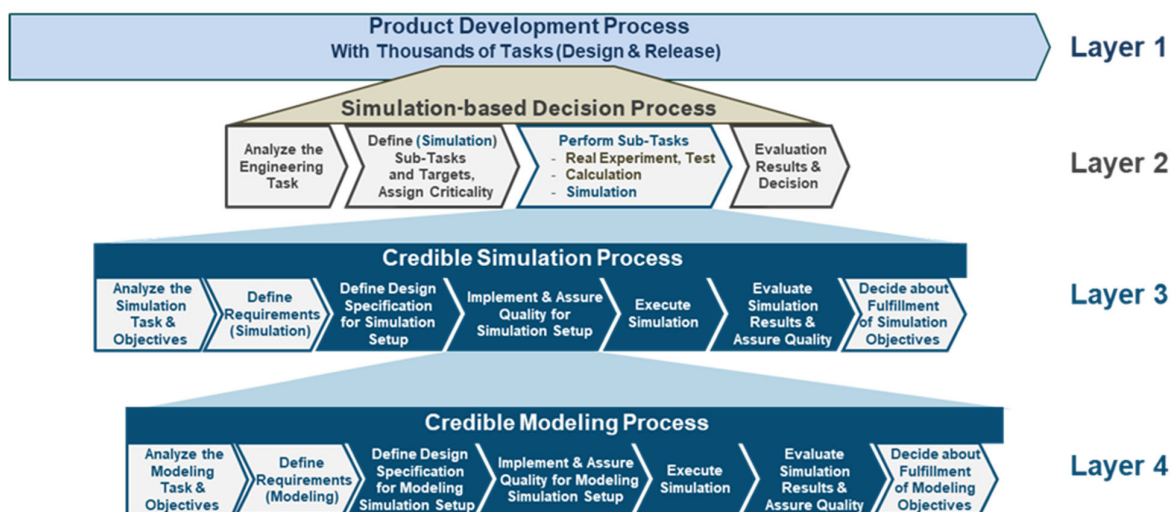 Product Development Process
With Thousands of Tasks (Design & Release)
Layer 1
Simulation-based Decision Process
Analyze the
Engineering
Task
Define (Simulation)
Sub-Tasks
and Targets,
Assign Criticality
Perform Sub-Tasks
- Real Experiment, Test
- Calculation
- Simulation
Evaluation
Results &
Decision
Layer 2
Credible Simulation Process
Analyze the
Simulation
Task &
Objectives
Define
Requirements
(Simulation)
Define Design
Specification
for Simulation
Setup
Implement & Assure
Quality for
Simulation Setup
Execute
Simulation
Evaluate
Simulation
Results &
Assure Quality
Decide about
Fulfillment
of Simulation
Objectives
Layer 3
Credible Modeling Process
Analyze the
Modeling
Task &
Objectives
Define
Requirements
(Modeling)
Define Design
Specification
for Modeling
Simulation Setup
Implement & Assure
Quality for Modeling
Simulation Setup
Execute
Simulation
Evaluate
Simulation
Results &
Assure Quality
Decide about
Fulfillment
of Modeling
Objectives
Layer 4